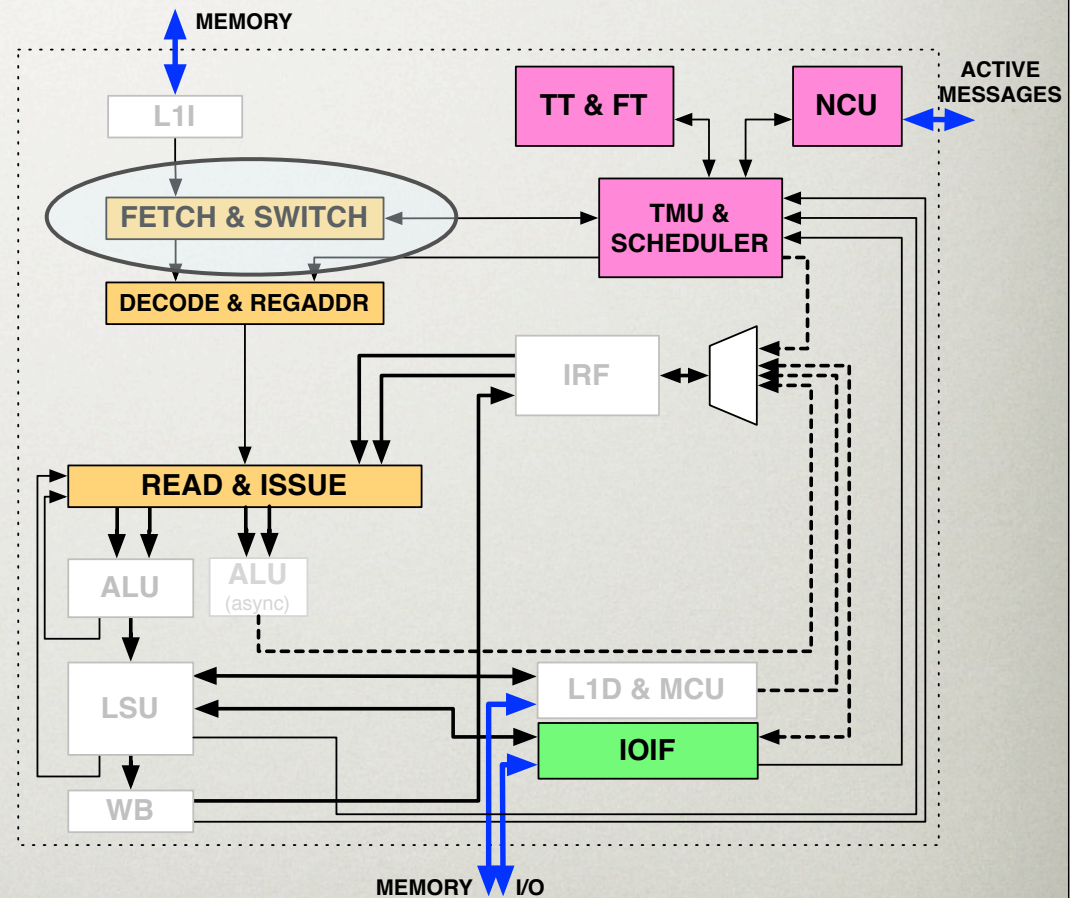 MEMORY
ACTIVE
MESSAGES
L1I
TT & FT
NCU
FETCH & SWITCH
TMU &
SCHEDULER
DECODE & REGADDR
IRF
READ & ISSUE
ALU
ALU
(async)
LSU
L1D & MCU
IOIF
WB
MEMORY
I/O